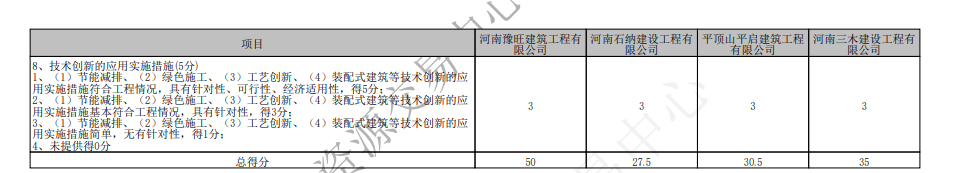 项目
河南豫旺建筑工程有限公司
河南石纳建设工程有限公司
平顶山平启建筑工程有限公司
河南三木建设工程有限公司
8、技术创新的应用实施措施(5分)
1、（1）节能减排、（2）绿色施工、（3）工艺创新、（4）装配式建筑等技术创新的应
用实施措施符合工程情况，具有针对性、可行性、经济适用性，得5分；
2、（1）节能减排、（2）绿色施工、（3）工艺创新、（4）装配式建筑等技术创新的应
用实施措施基本符合工程情况，具有针对性，得3分；
3、（1）节能减排、（2）绿色施工、（3）工艺创新、（4）装配式建筑等技术创新的应
用实施措施简单，无有针对性，得1分；
4、未提供得0分
3 3 3 3
总得分 50 27.5 30.5 35
资源交易中心
中心